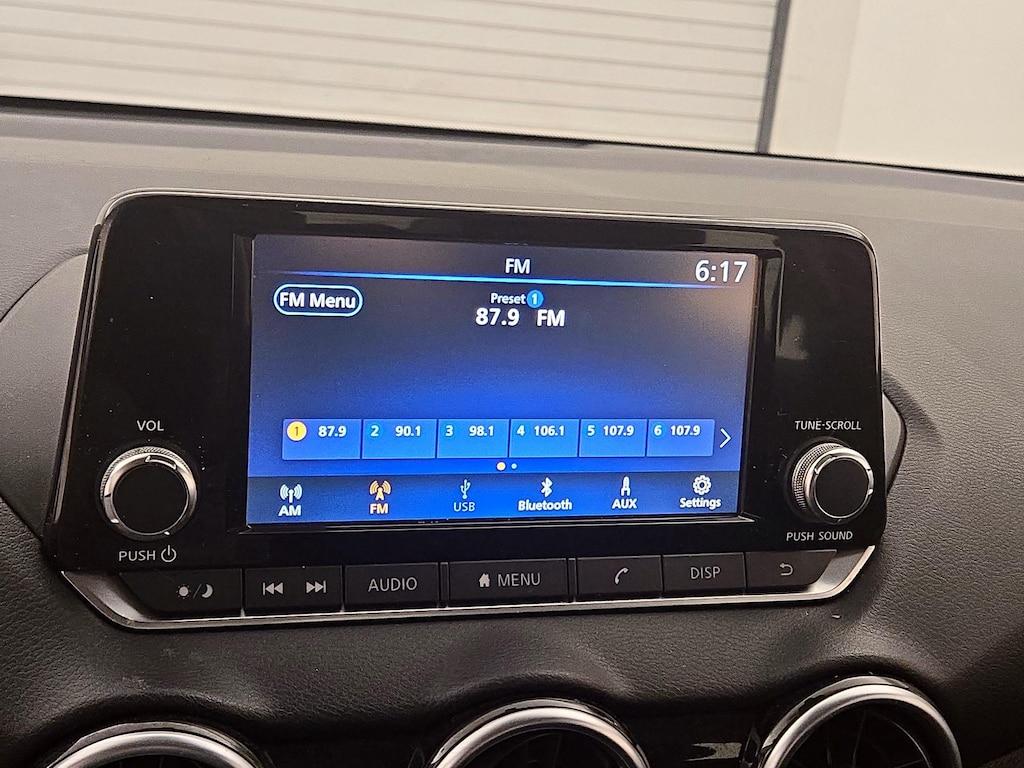 FM
6:17
FM Menu
Preset 1
87.9 FM
1 87.9 2 90.1 3 98.1 4 106.1 5 107.9 6 107.9
AM FM USB Bluetooth AUX Settings
VOL
PUSH
TUNE·SCROLL
PUSH SOUND
AUDIO MENU DISP